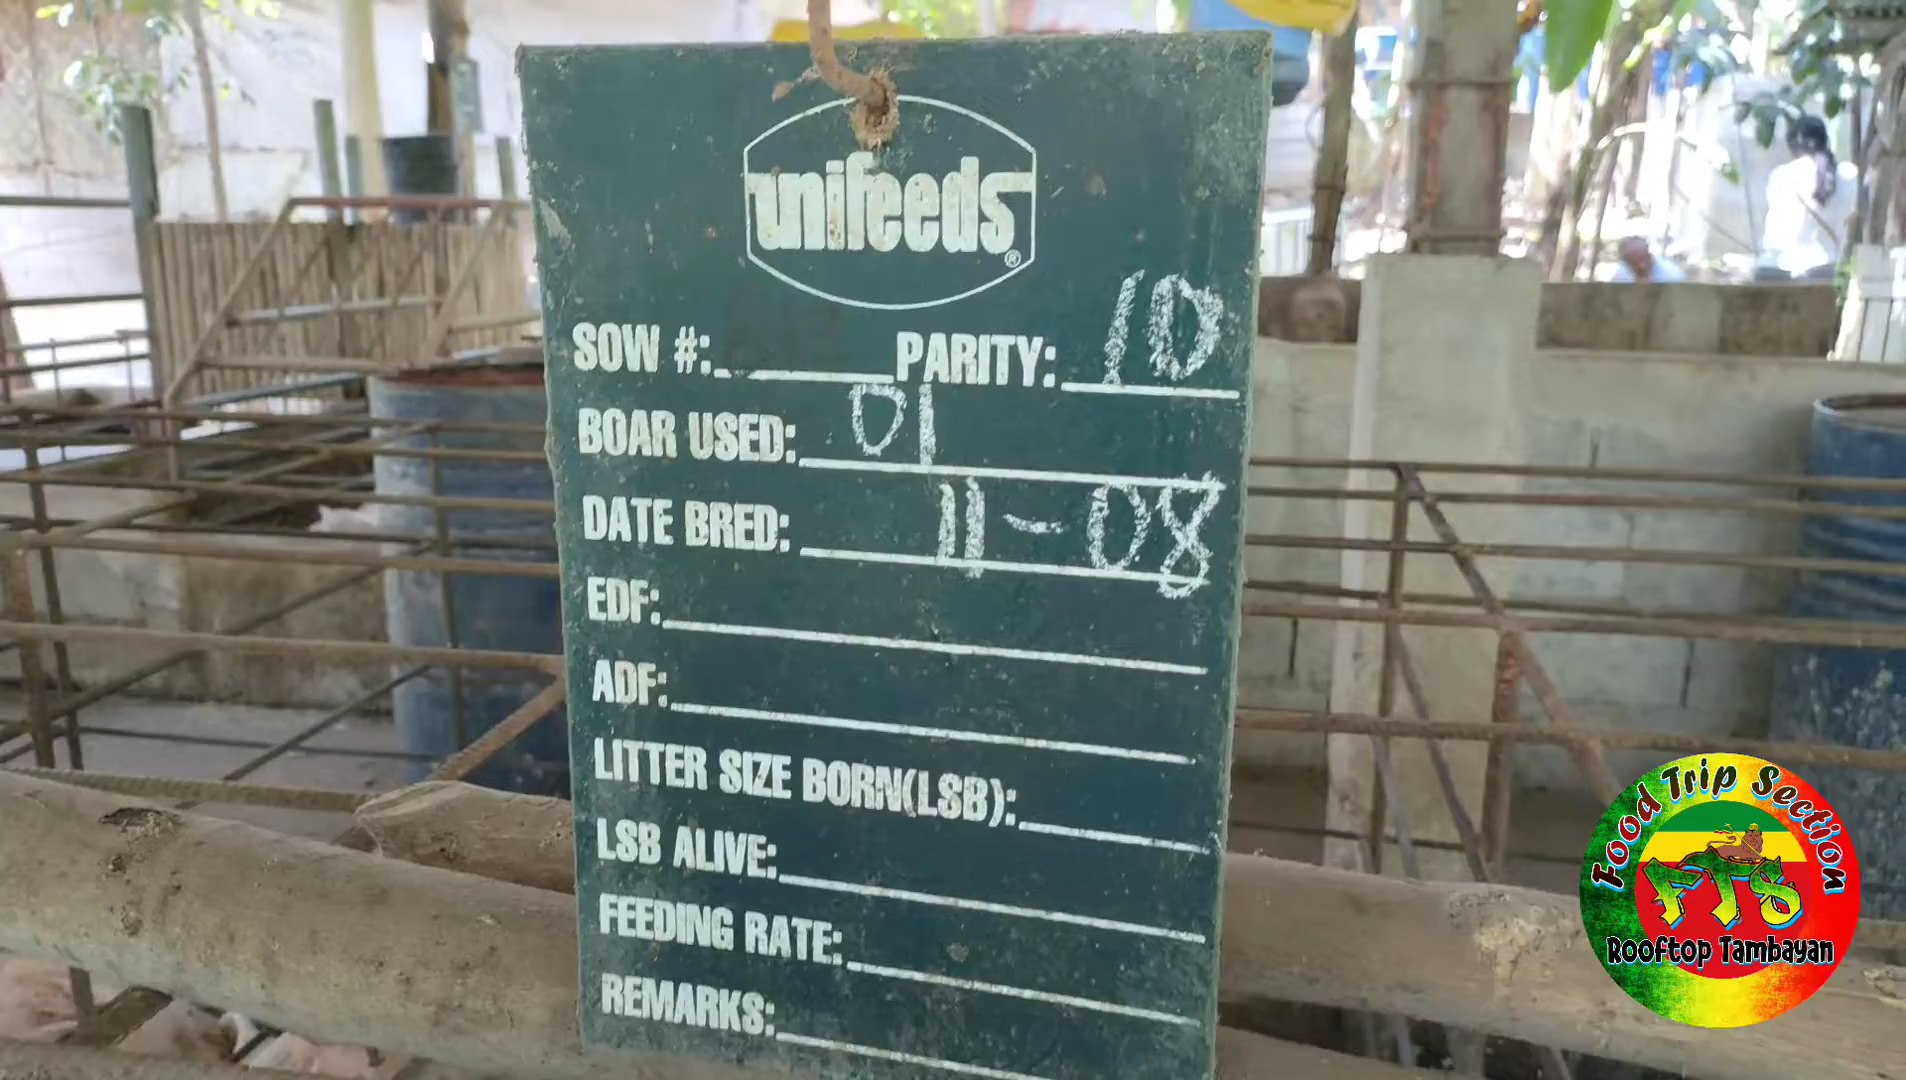 unifeeds®
SOW #: PARITY: 10
BOAR USED: 01
DATE BRED: 11-08
EDF:
ADF:
LITTER SIZE BORN(LSB):
LSB ALIVE:
FEEDING RATE:
REMARKS:
Food Trip Section
FTS
Rooftop Tambayan